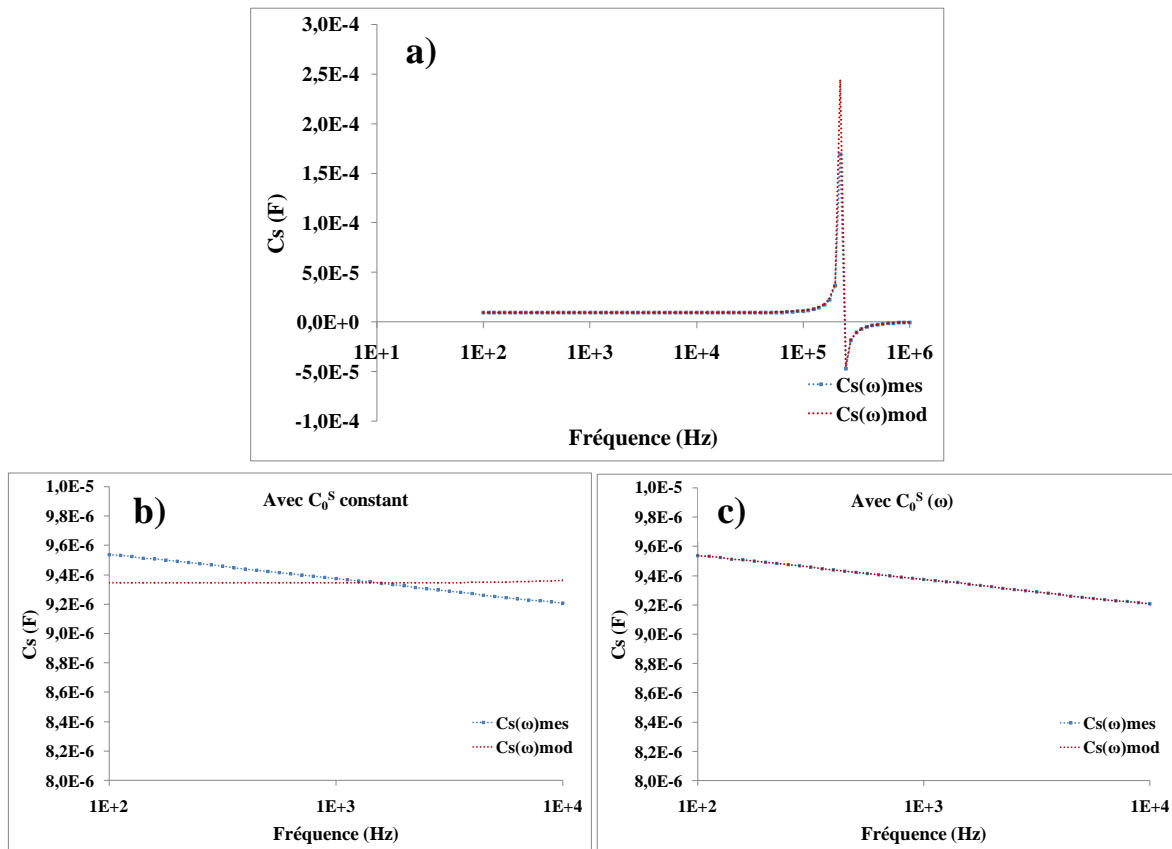 a)
3,0E-4
2,5E-4
2,0E-4
1,5E-4
1,0E-4
5,0E-5
0,0E+0
-5,0E-5
-1,0E-4
Cs (F)
1E+1 1E+2 1E+3 1E+4 1E+5 1E+6
Fréquence (Hz)
Cs(ω)mes
Cs(ω)mod
b)
Avec C₀ˢ constant
1,0E-5
9,8E-6
9,6E-6
9,4E-6
9,2E-6
9,0E-6
8,8E-6
8,6E-6
8,4E-6
8,2E-6
8,0E-6
Cs (F)
Cs(ω)mes
Cs(ω)mod
1E+2 1E+3 1E+4
Fréquence (Hz)
c)
Avec C₀ˢ (ω)
1,0E-5
9,8E-6
9,6E-6
9,4E-6
9,2E-6
9,0E-6
8,8E-6
8,6E-6
8,4E-6
8,2E-6
8,0E-6
Cs (F)
Cs(ω)mes
Cs(ω)mod
1E+2 1E+3 1E+4
Fréquence (Hz)